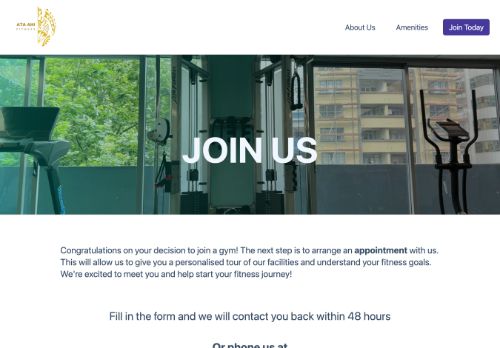 ATA AHI
FITNESS
About Us
Amenities
Join Today
JOIN US
Congratulations on your decision to join a gym! The next step is to arrange an appointment with us.
This will allow us to give you a personalised tour of our facilities and understand your fitness goals.
We're excited to meet you and help start your fitness journey!
Fill in the form and we will contact you back within 48 hours
Or phone us at